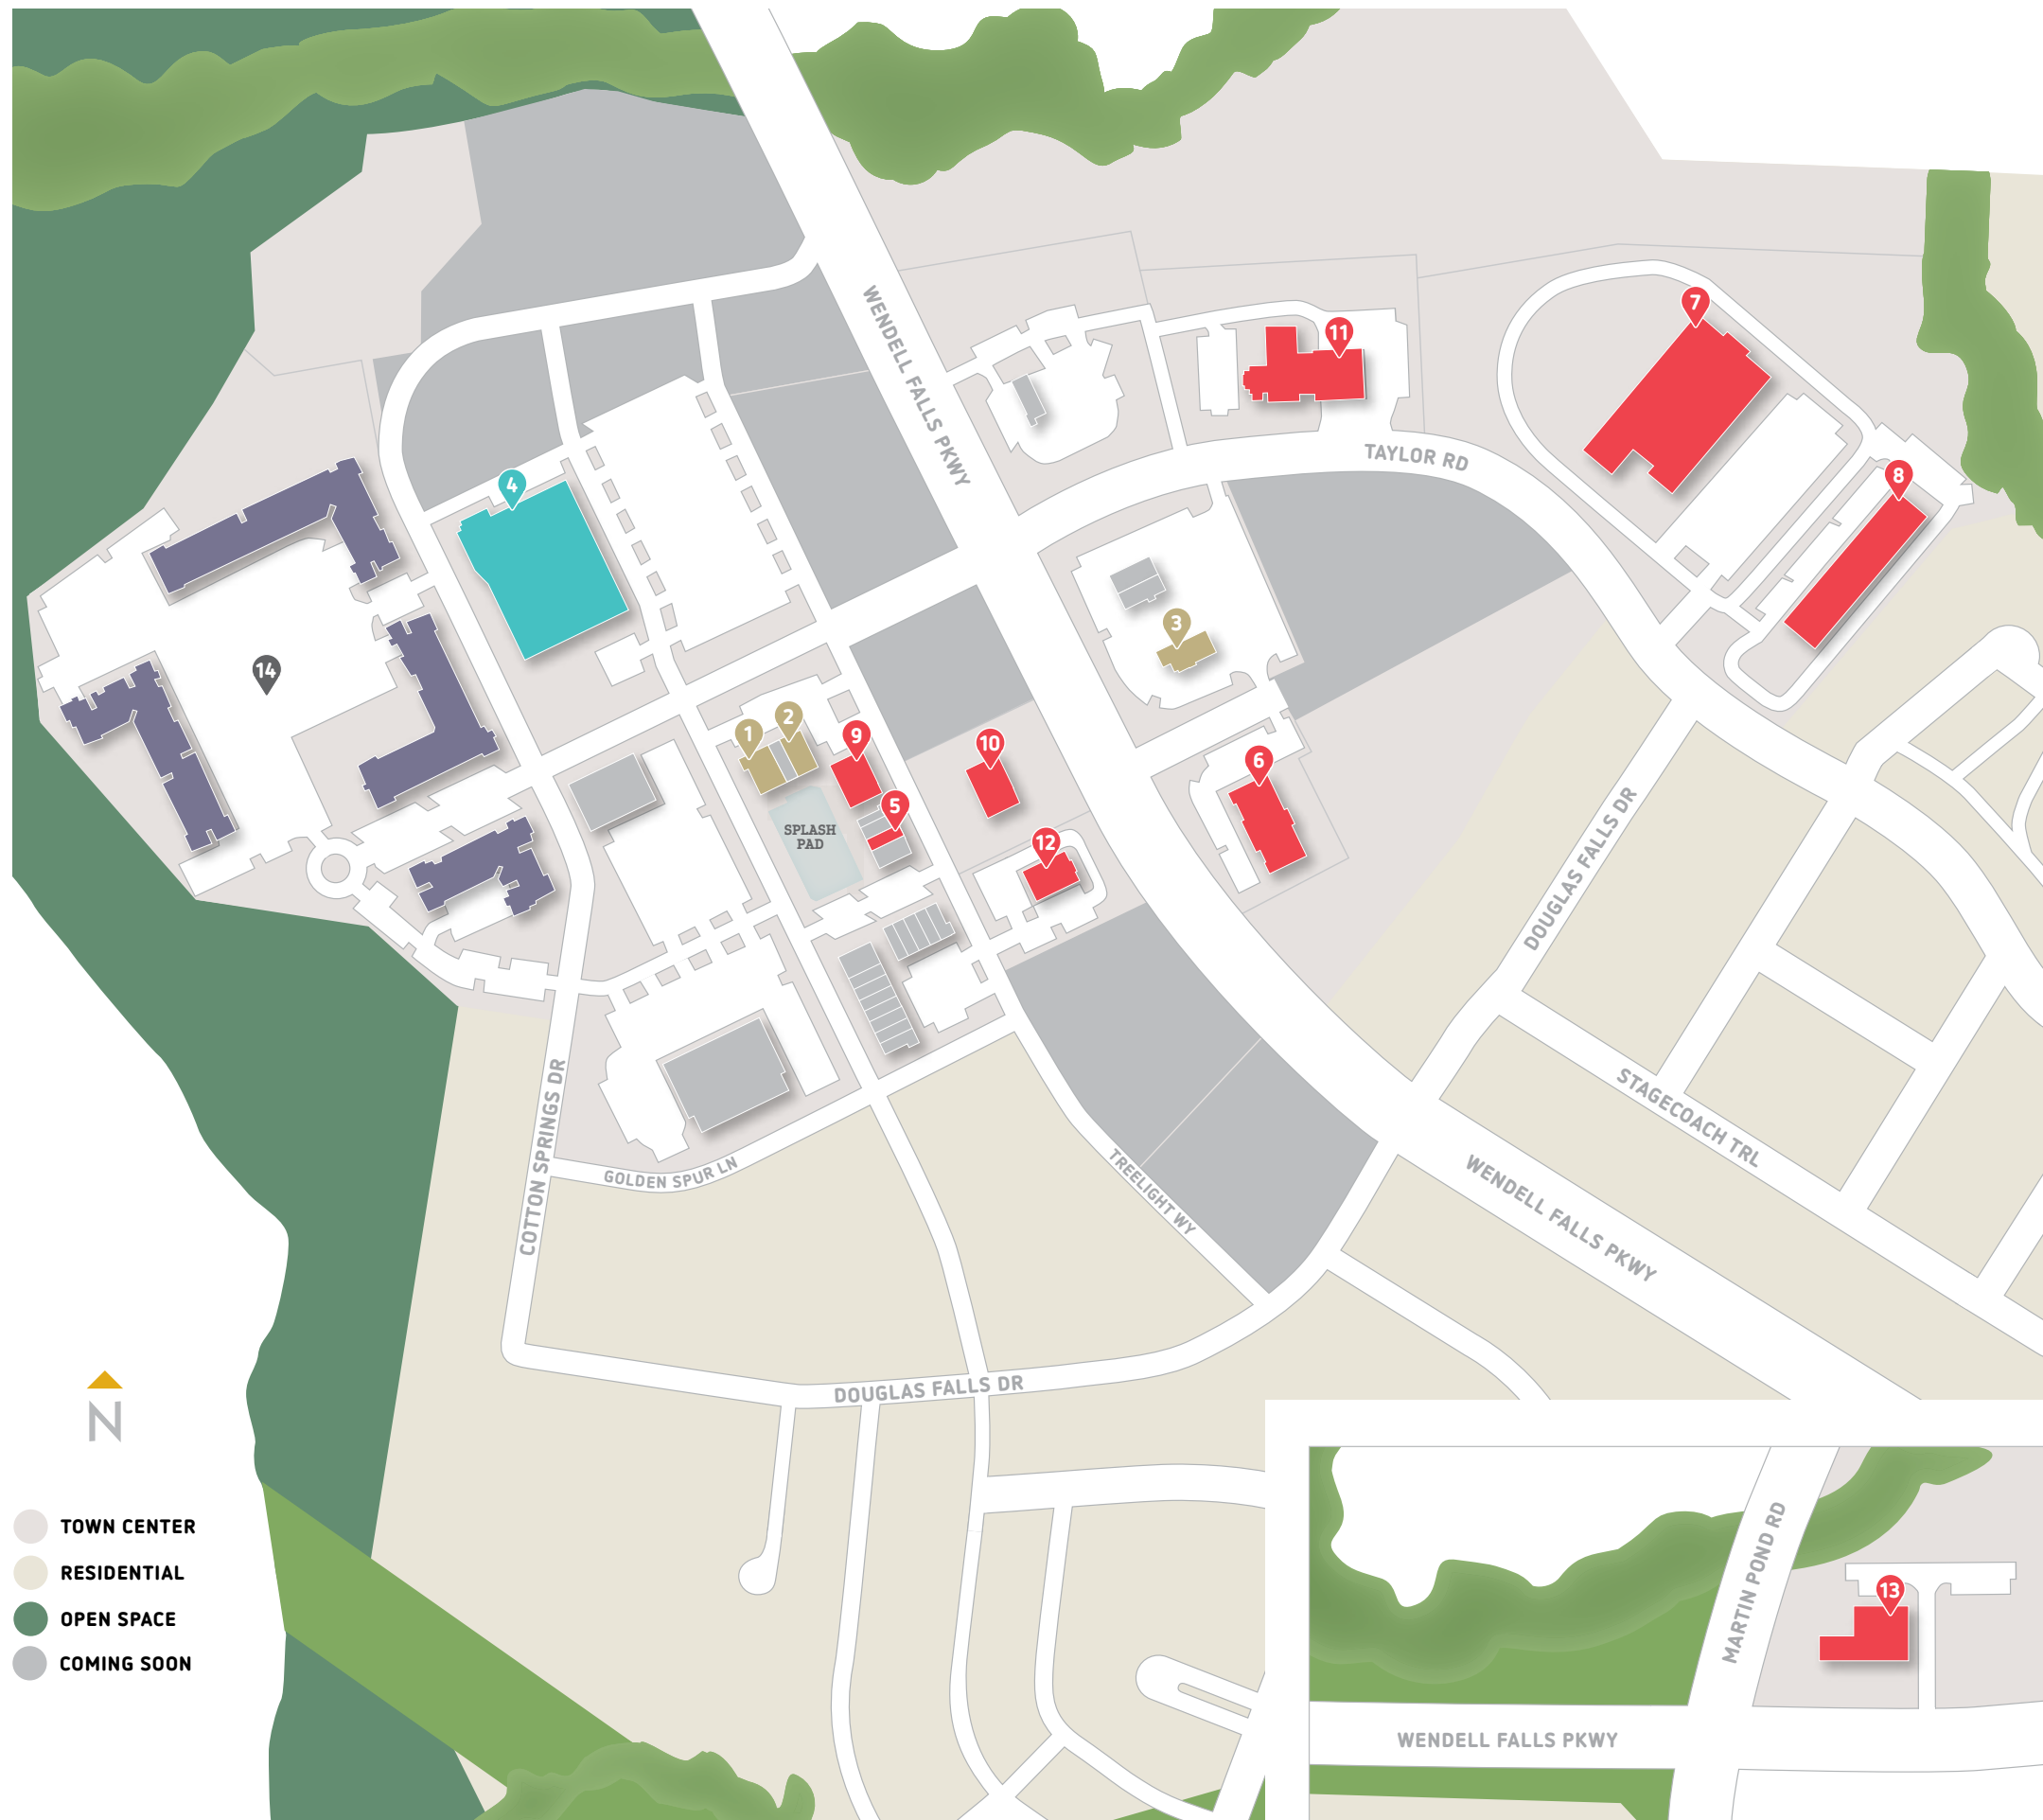 7
11
WENDELL FALLS PKWY
TAYLOR RD
8
4
3
14
2
1
9
10
6
5
12
SPLASH
PAD
DOUGLAS FALLS DR
STAGECOACH TRL
COTTON SPRINGS DR
GOLDEN SPUR LN
TREELIGHT WY
WENDELL FALLS PKWY
DOUGLAS FALLS DR
N
TOWN CENTER
RESIDENTIAL
OPEN SPACE
COMING SOON
MARTIN POND RD
13
WENDELL FALLS PKWY